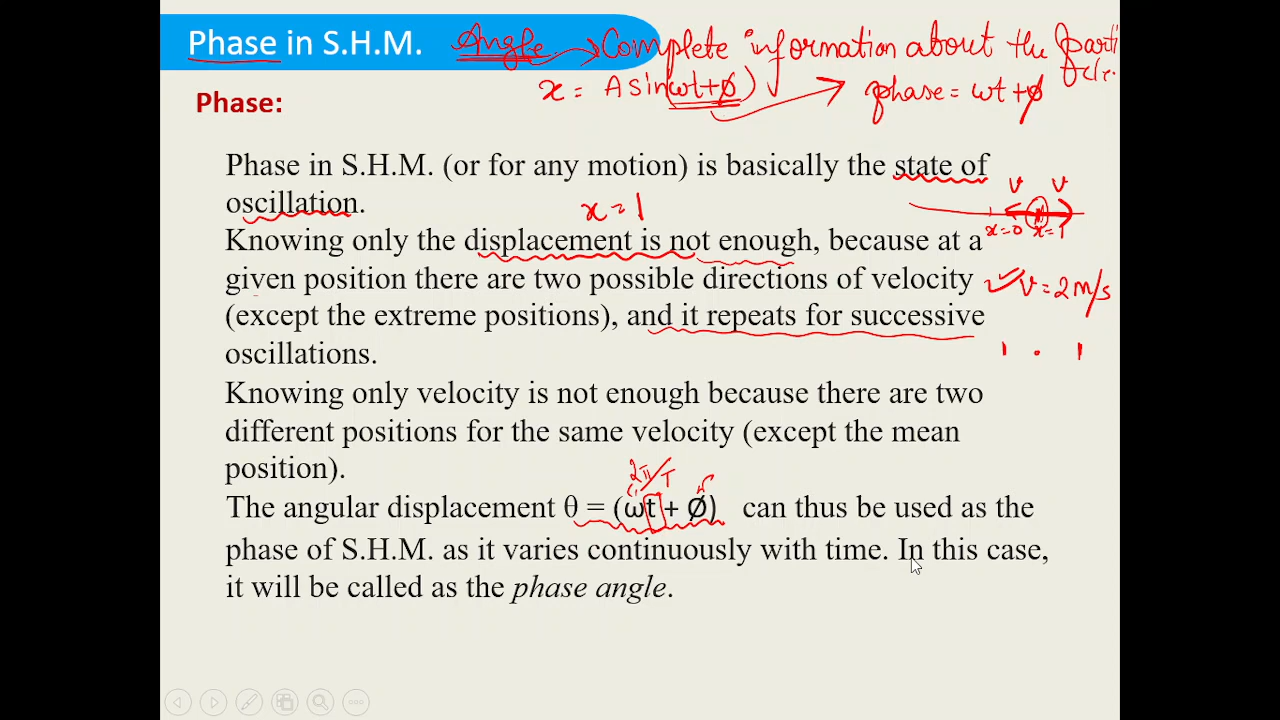 Phase in S.H.M. Angle → Complete information about the particle.
x = A sin(ωt+ø) → phase = ωt+ø
Phase:
Phase in S.H.M. (or for any motion) is basically the state of
v v
oscillation. x = 1
x=0 x=1
Knowing only the displacement is not enough, because at a
given position there are two possible directions of velocity v = 2 m/s
(except the extreme positions), and it repeats for successive
oscillations.
Knowing only velocity is not enough because there are two
different positions for the same velocity (except the mean
position).
2π/T
The angular displacement θ = (ωt + Ø) can thus be used as the
phase of S.H.M. as it varies continuously with time. In this case,
it will be called as the phase angle.